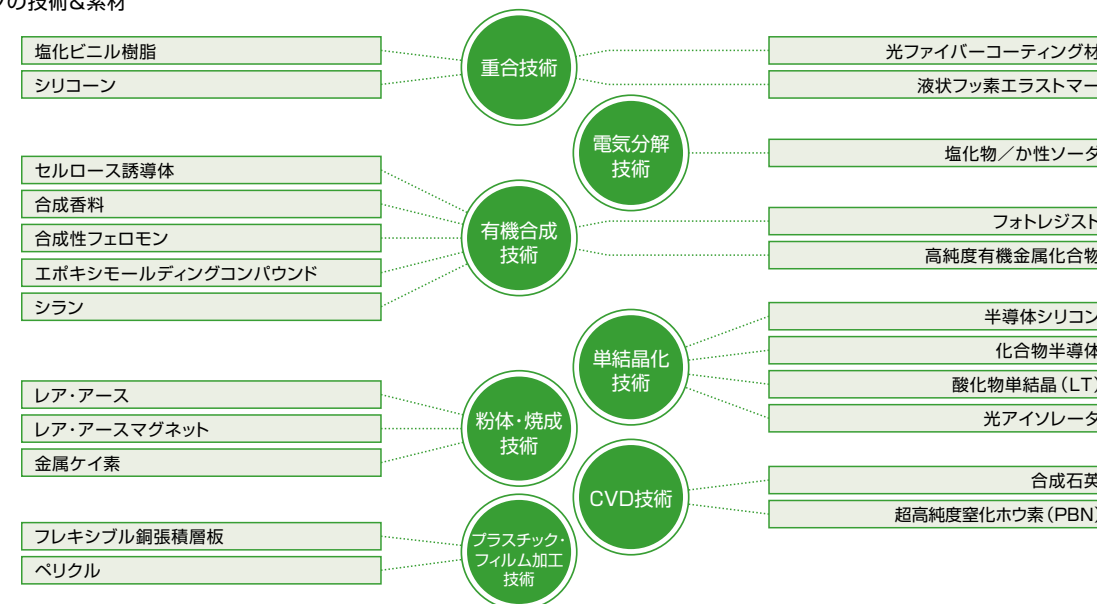 の技術&素材
塩化ビニル樹脂
シリコーン
重合技術
光ファイバーコーティング材
液状フッ素エラストマー
電気分解
技術
塩化物／か性ソーダ
セルロース誘導体
合成香料
合成性フェロモン
エポキシモールディングコンパウンド
シラン
有機合成
技術
フォトレジスト
高純度有機金属化合物
単結晶化
技術
半導体シリコン
化合物半導体
酸化物単結晶（LT）
光アイソレータ
レア・アース
レア・アースマグネット
金属ケイ素
粉体・焼成
技術
CVD技術
合成石英
超高純度窒化ホウ素（PBN）
フレキシブル銅張積層板
ペリクル
プラスチック・
フィルム加工
技術